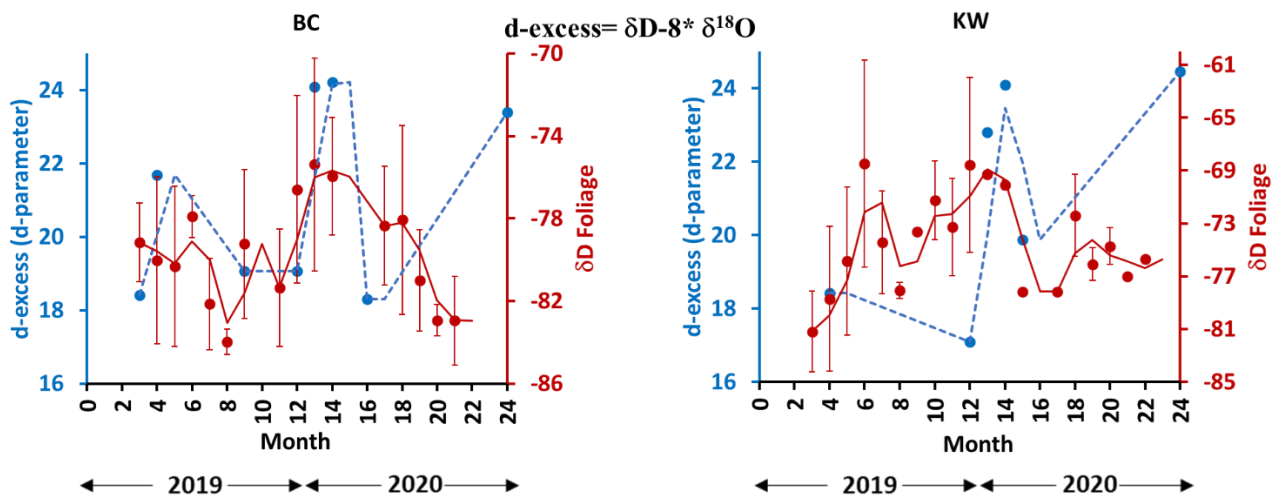 BC
d-excess= δD-8* δ¹⁸O
KW
d-excess (d-parameter)
24
22
20
18
16
-70
-74
-78
-82
-86
δD Foliage
0 2 4 6 8 10 12 14 16 18 20 22 24
Month
2019 2020
d-excess (d-parameter)
24
22
20
18
16
-61
-65
-69
-73
-77
-81
-85
δD Foliage
0 2 4 6 8 10 12 14 16 18 20 22 24
Month
2019 2020